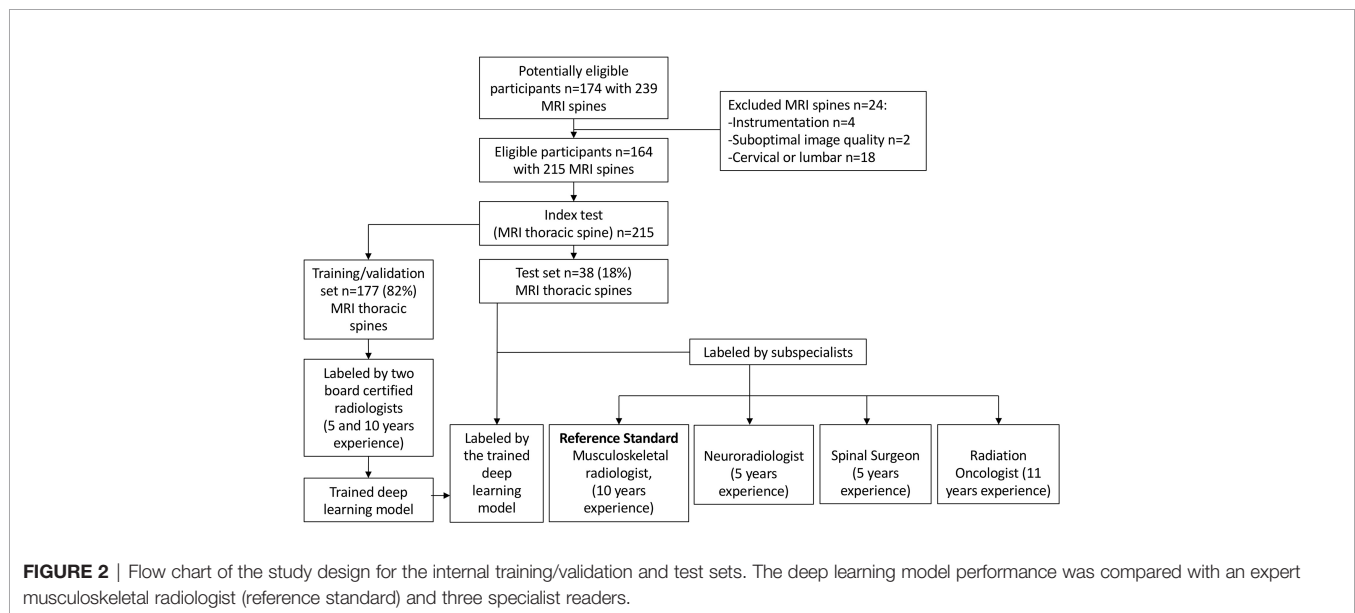 Potentially eligible
participants n=174 with 239
MRI spines
Excluded MRI spines n=24:
-Instrumentation n=4
-Suboptimal image quality n=2
-Cervical or lumbar n=18
Eligible participants n=164
with 215 MRI spines
Index test
(MRI thoracic spine) n=215
Training/validation
set n=177 (82%)
MRI thoracic
spines
Test set n=38 (18%)
MRI thoracic spines
Labeled by subspecialists
Labeled by two
board certified
radiologists
(5 and 10 years
experience)
Trained deep
learning model
Labeled by
the trained
deep
learning
model
Reference Standard
Musculoskeletal
radiologist,
(10 years
experience)
Neuroradiologist
(5 years
experience)
Spinal Surgeon
(5 years
experience)
Radiation
Oncologist (11
years experience)
FIGURE 2 | Flow chart of the study design for the internal training/validation and test sets. The deep learning model performance was compared with an expert
musculoskeletal radiologist (reference standard) and three specialist readers.